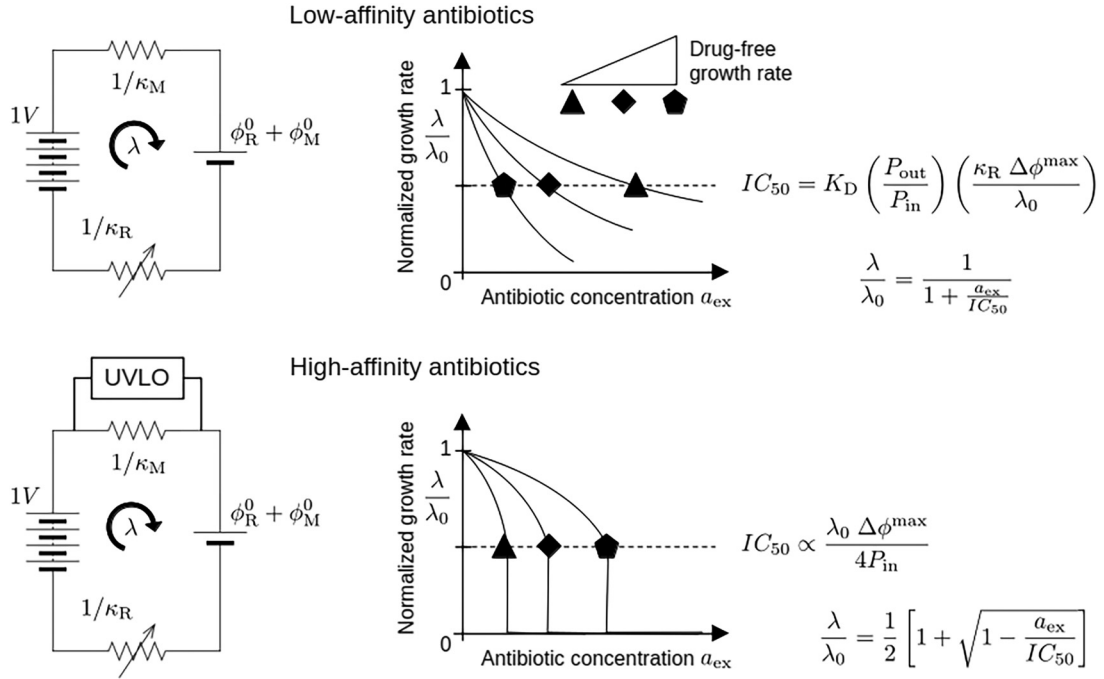 Low-affinity antibiotics
1/κ_M
1V
λ
ϕ_R^0 + ϕ_M^0
1/κ_R
Normalized growth rate
λ/λ_0
1
0
Antibiotic concentration a_ex
Drug-free
growth rate
IC_50 = K_D (P_out/P_in) (κ_R Δϕ^max/λ_0)
λ/λ_0 = 1/(1 + a_ex/IC_50)
High-affinity antibiotics
UVLO
1/κ_M
1V
λ
ϕ_R^0 + ϕ_M^0
1/κ_R
Normalized growth rate
λ/λ_0
1
0
Antibiotic concentration a_ex
IC_50 ∝ λ_0 Δϕ^max/4P_in
λ/λ_0 = 1/2 [1 + √(1 − a_ex/IC_50)]